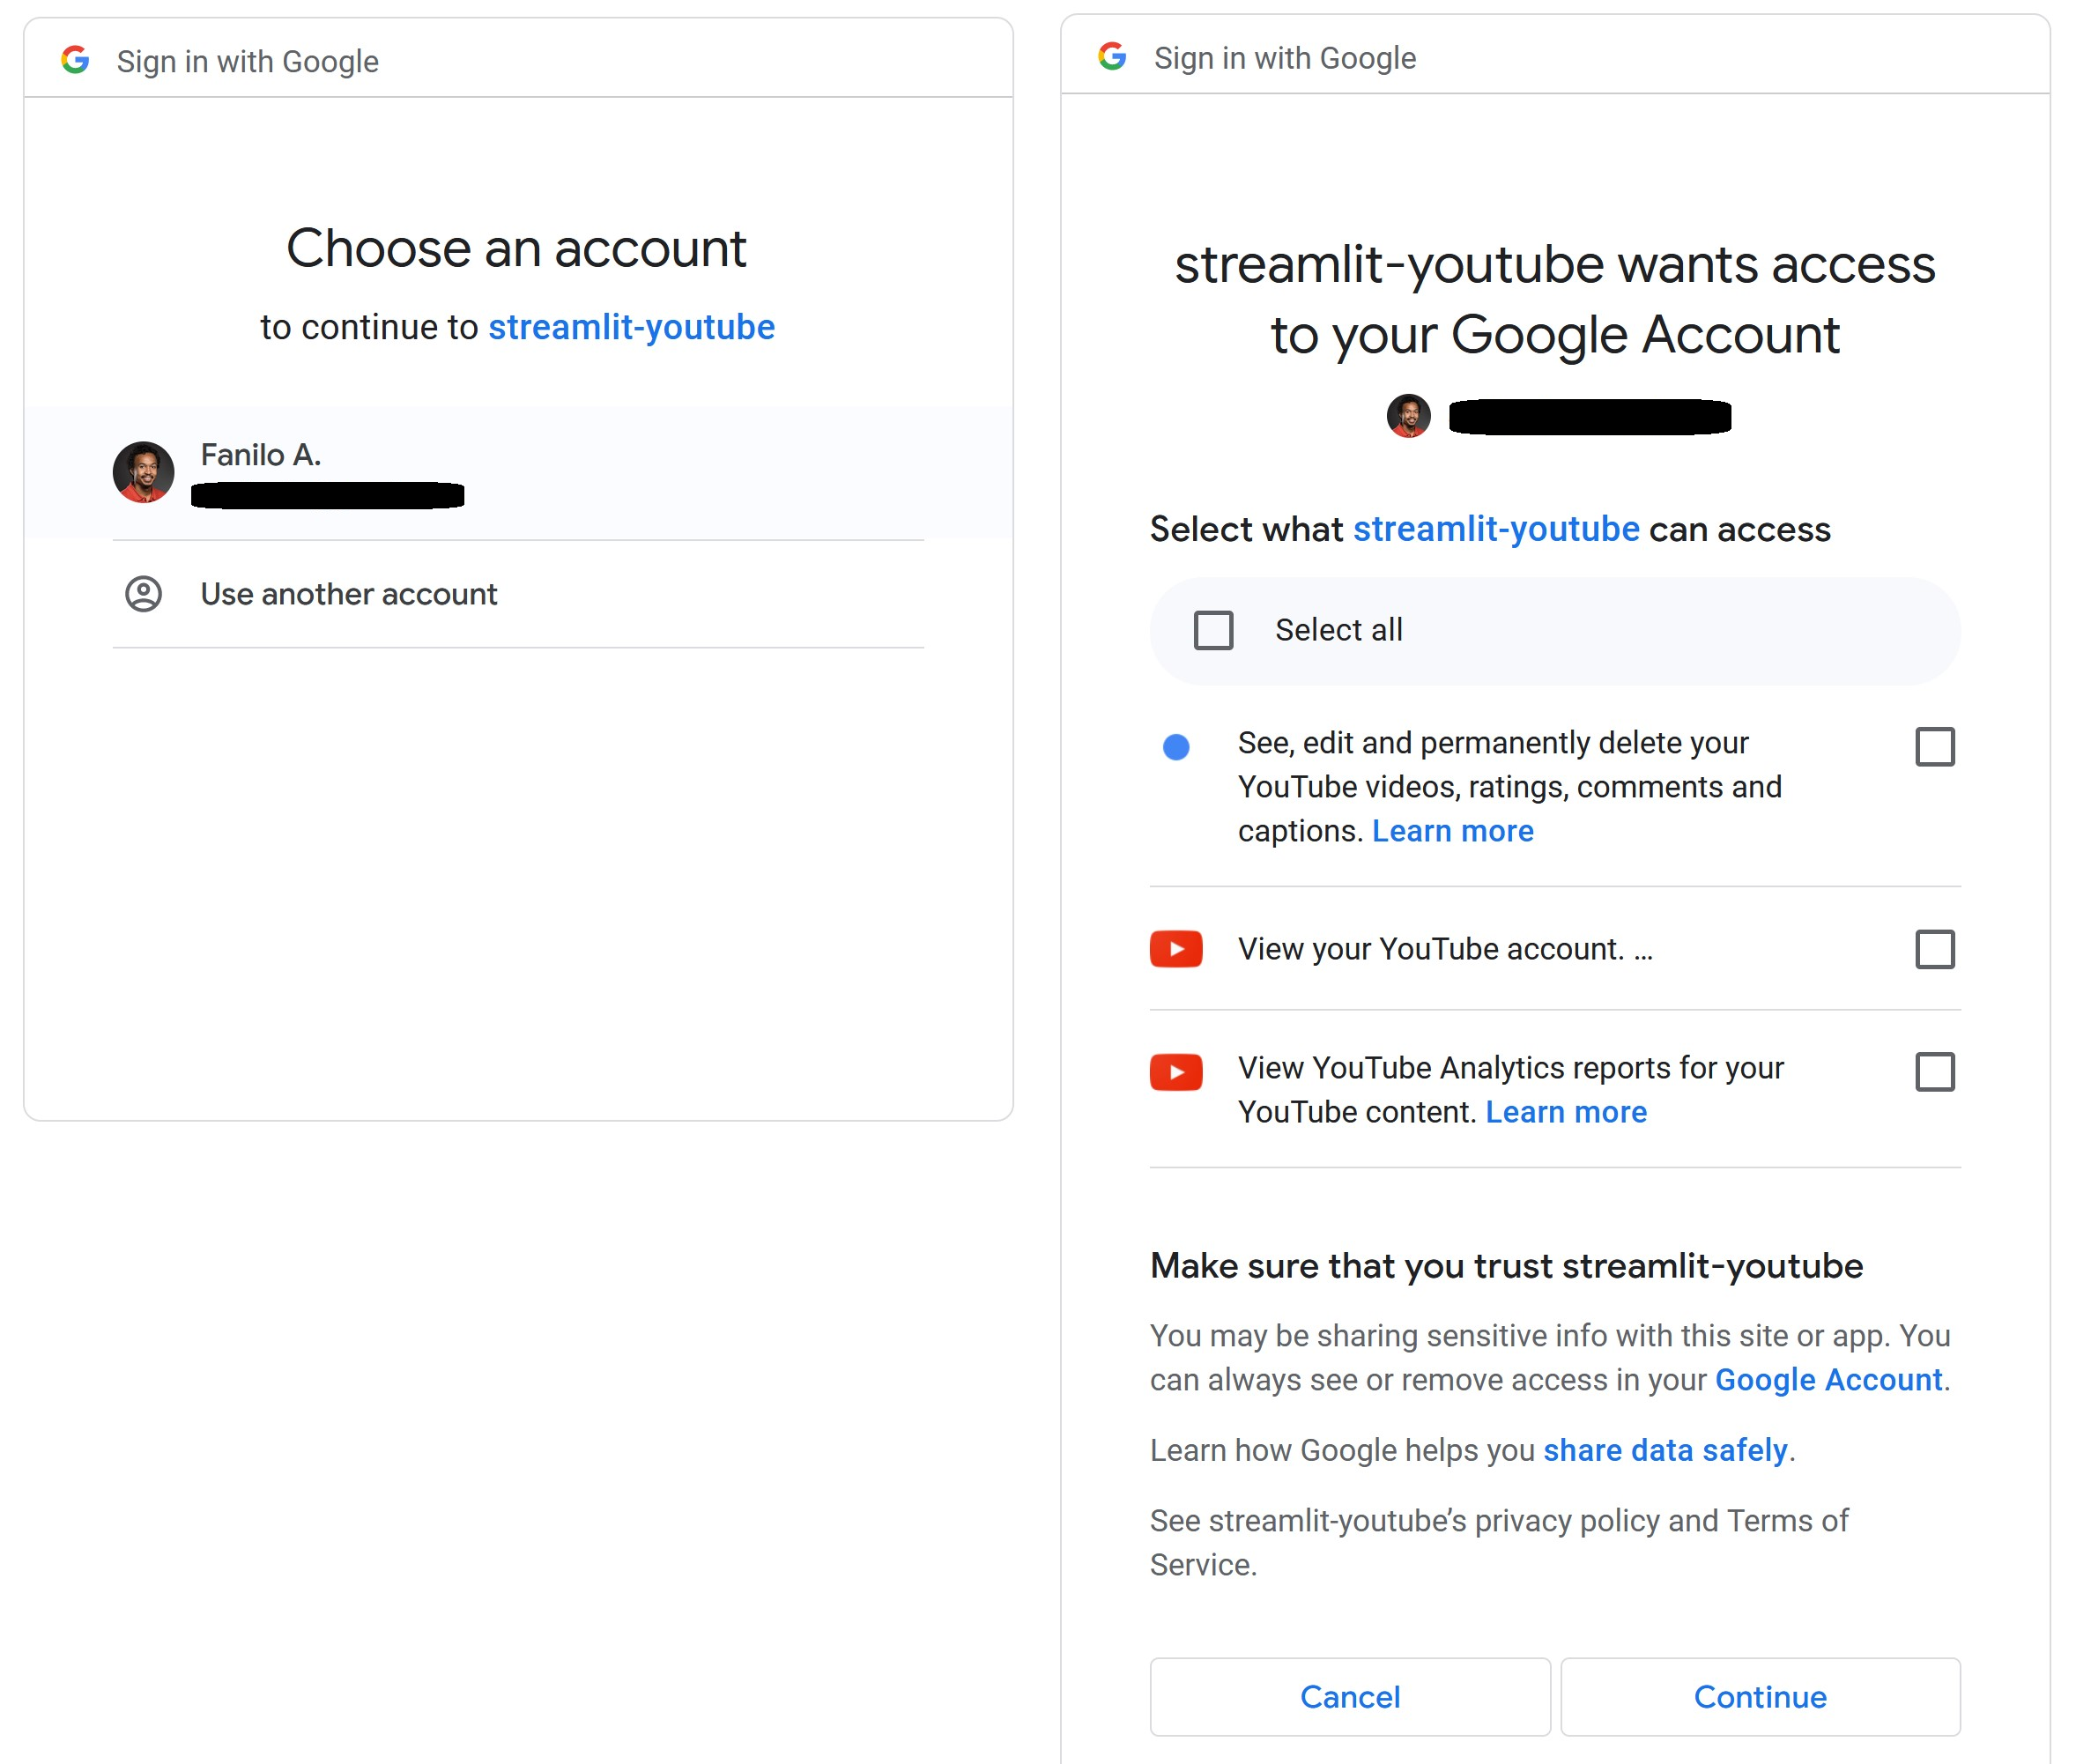 Sign in with Google
Choose an account
to continue to streamlit-youtube
Fanilo A.
Use another account
Sign in with Google
streamlit-youtube wants access
to your Google Account
Select what streamlit-youtube can access
Select all
See, edit and permanently delete your
YouTube videos, ratings, comments and
captions. Learn more
View your YouTube account. ...
View YouTube Analytics reports for your
YouTube content. Learn more
Make sure that you trust streamlit-youtube
You may be sharing sensitive info with this site or app. You
can always see or remove access in your Google Account.
Learn how Google helps you share data safely.
See streamlit-youtube’s privacy policy and Terms of
Service.
Cancel
Continue